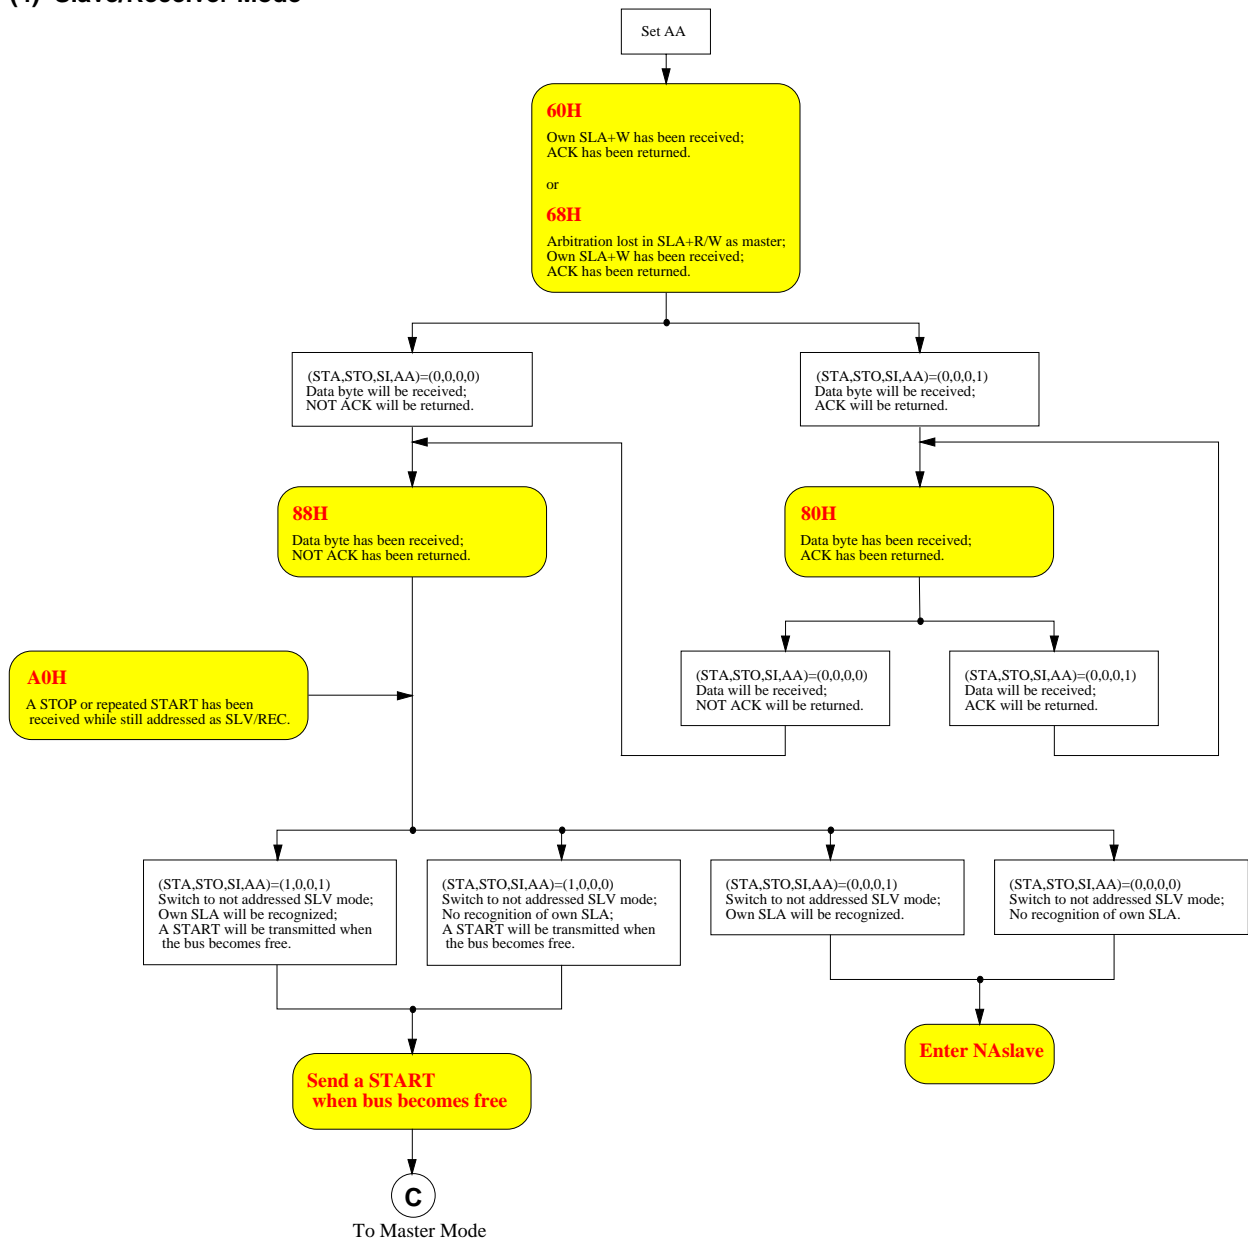 (4) Slave/Receiver Mode
Set AA
60H
Own SLA+W has been received;
ACK has been returned.
or
68H
Arbitration lost in SLA+R/W as master;
Own SLA+W has been received;
ACK has been returned.
(STA,STO,SI,AA)=(0,0,0,0)
Data byte will be received;
NOT ACK will be returned.
(STA,STO,SI,AA)=(0,0,0,1)
Data byte will be received;
ACK will be returned.
88H
Data byte has been received;
NOT ACK has been returned.
80H
Data byte has been received;
ACK has been returned.
A0H
A STOP or repeated START has been
received while still addressed as SLV/REC.
(STA,STO,SI,AA)=(0,0,0,0)
Data will be received;
NOT ACK will be returned.
(STA,STO,SI,AA)=(0,0,0,1)
Data will be received;
ACK will be returned.
(STA,STO,SI,AA)=(1,0,0,1)
Switch to not addressed SLV mode;
Own SLA will be recognized;
A START will be transmitted when
the bus becomes free.
(STA,STO,SI,AA)=(1,0,0,0)
Switch to not addressed SLV mode;
No recognition of own SLA;
A START will be transmitted when
the bus becomes free.
(STA,STO,SI,AA)=(0,0,0,1)
Switch to not addressed SLV mode;
Own SLA will be recognized.
(STA,STO,SI,AA)=(0,0,0,0)
Switch to not addressed SLV mode;
No recognition of own SLA.
Send a START
when bus becomes free
Enter NAslave
C
To Master Mode